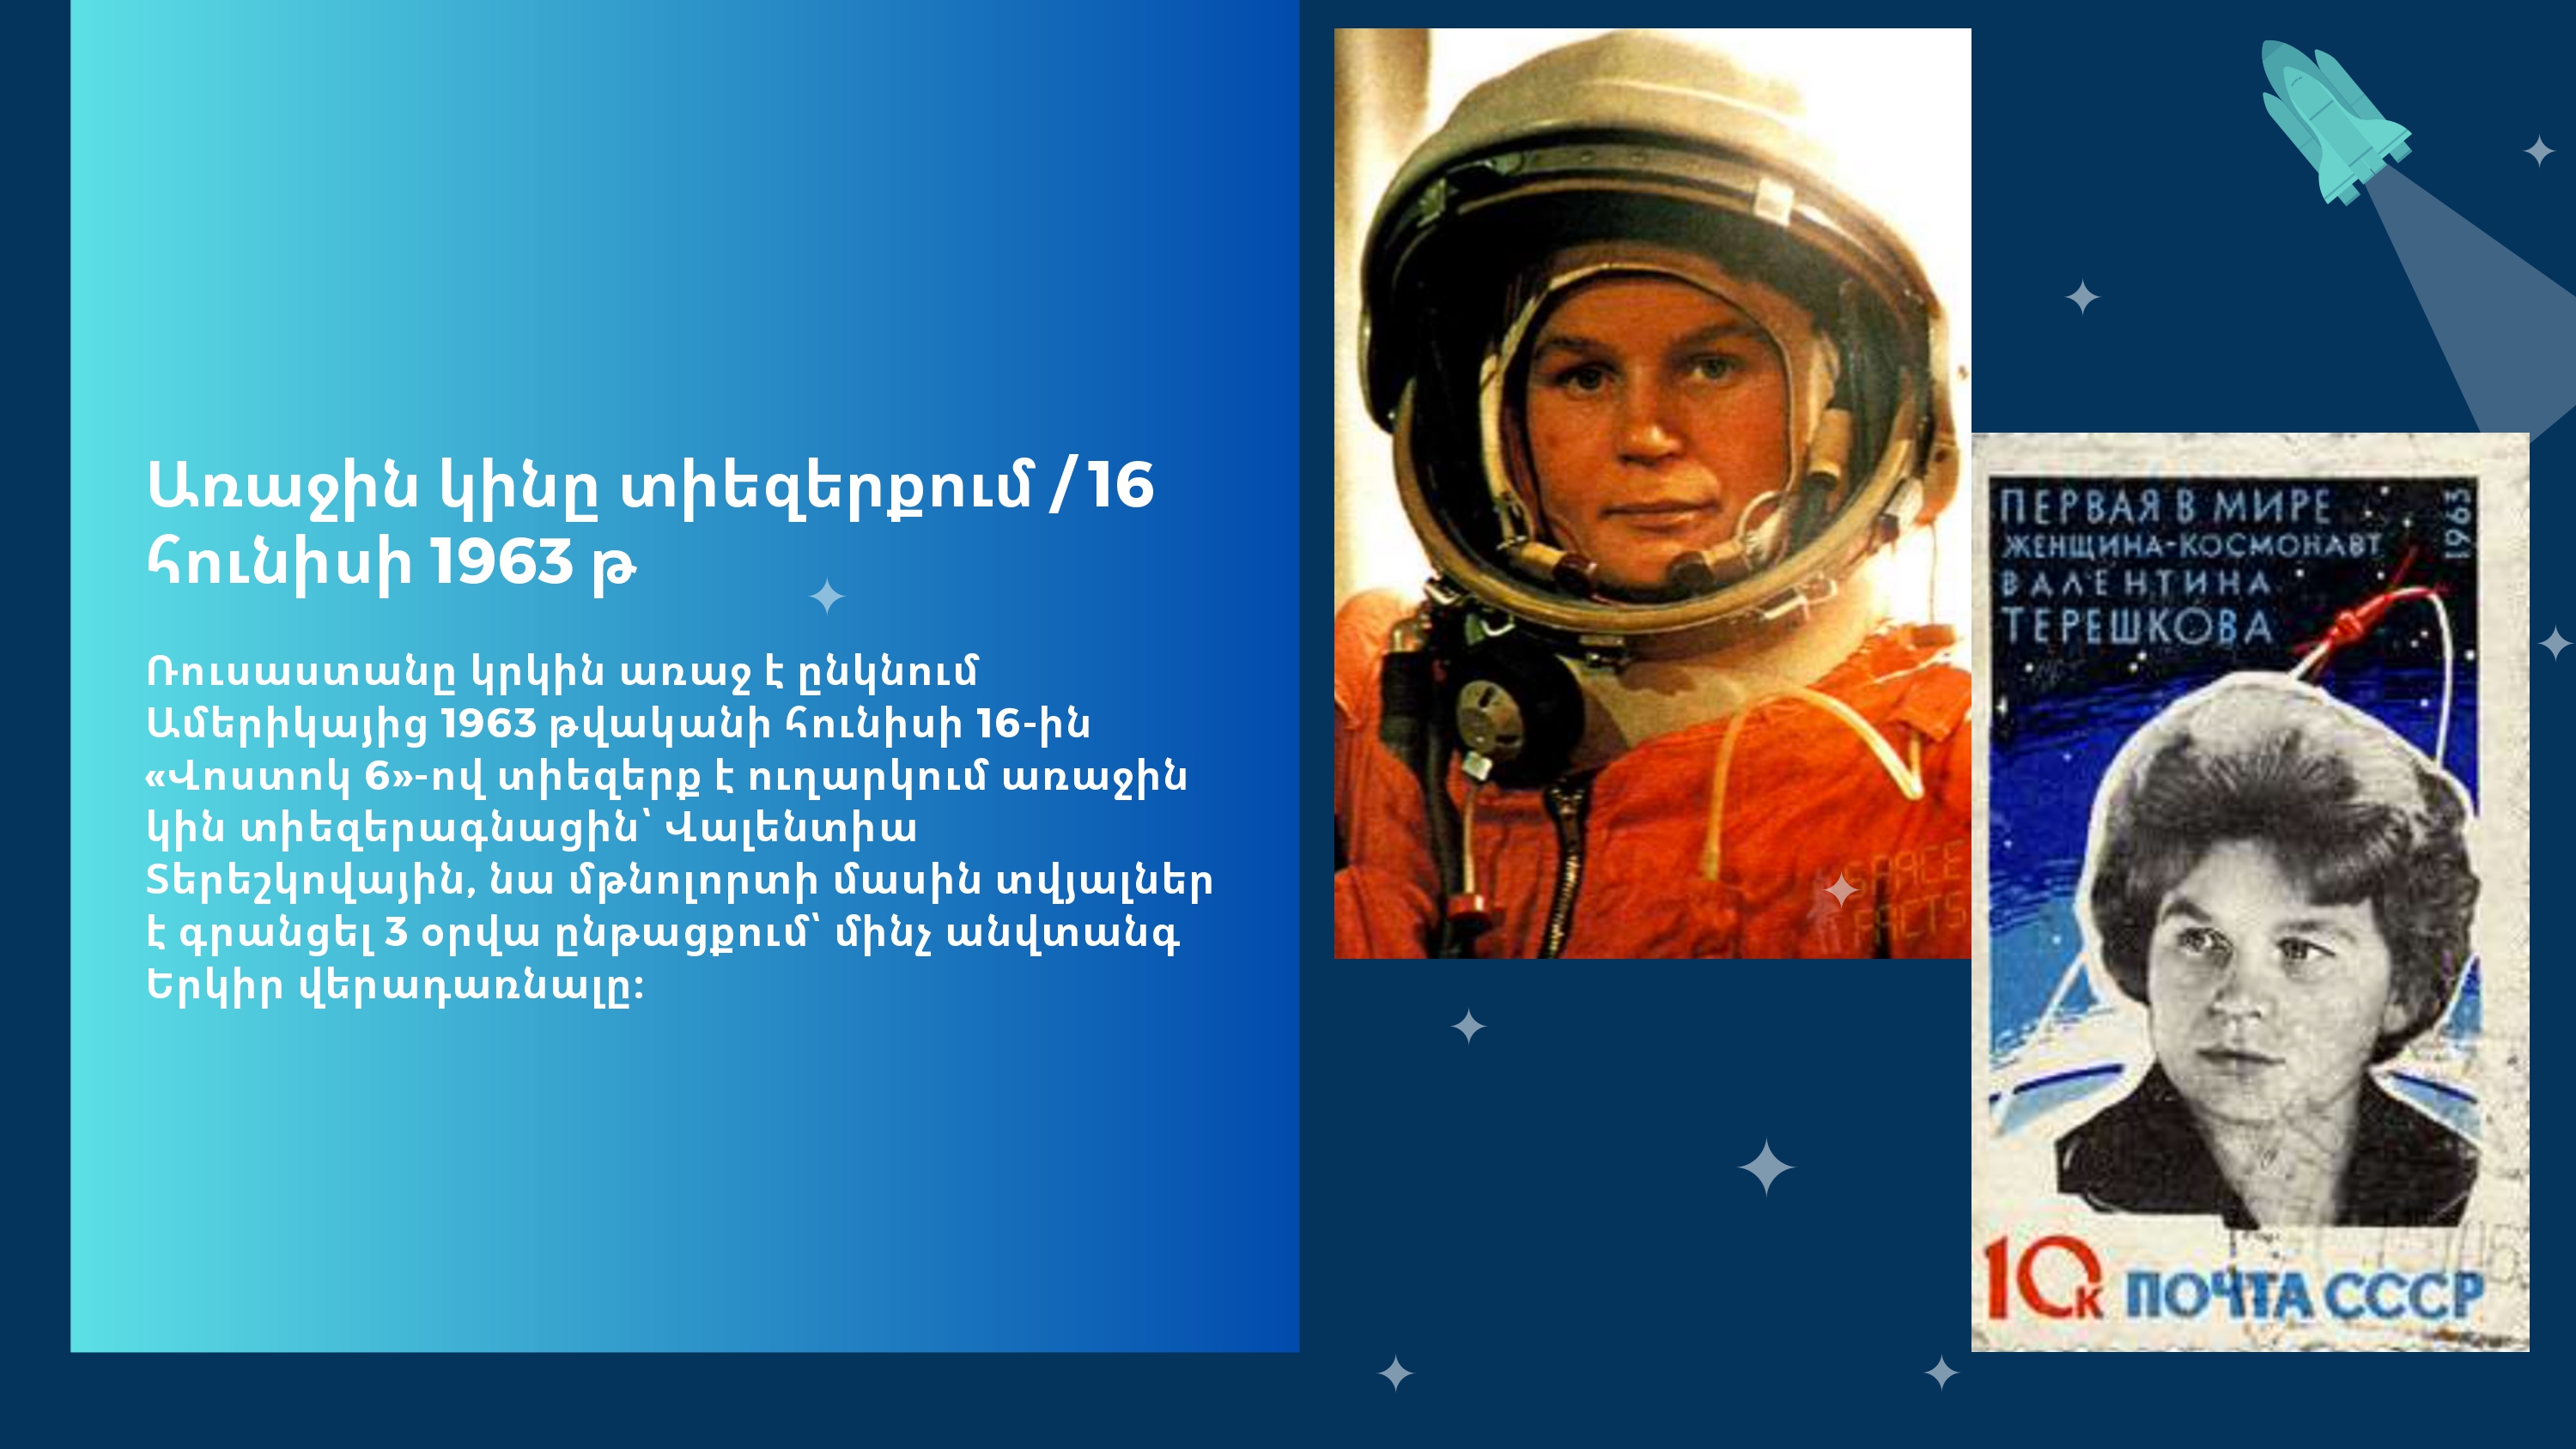 Առաջին կինը տիեզերքում /16
հունիսի 1963 թ
Ռուսաստանը կրկին առաջ է ընկնում
Ամերիկայից 1963 թվականի հունիսի 16-ին
«Վոստոկ 6»-ով տիեզերք է ուղարկում առաջին
կին տիեզերագնացին՝ Վալենտիա
Տերեշկովային, նա մթնոլորտի մասին տվյալներ
է գրանցել 3 օրվա ընթացքում՝ մինչ անվտանգ
Երկիր վերադառնալը:
SPACE
FACTS
ПЕРВАЯ В МИРЕ
ЖЕНЩИНА-КОСМОНАВТ
ВАЛЕНТИНА
ТЕРЕШКОВА
1963
10к ПОЧТА СССР